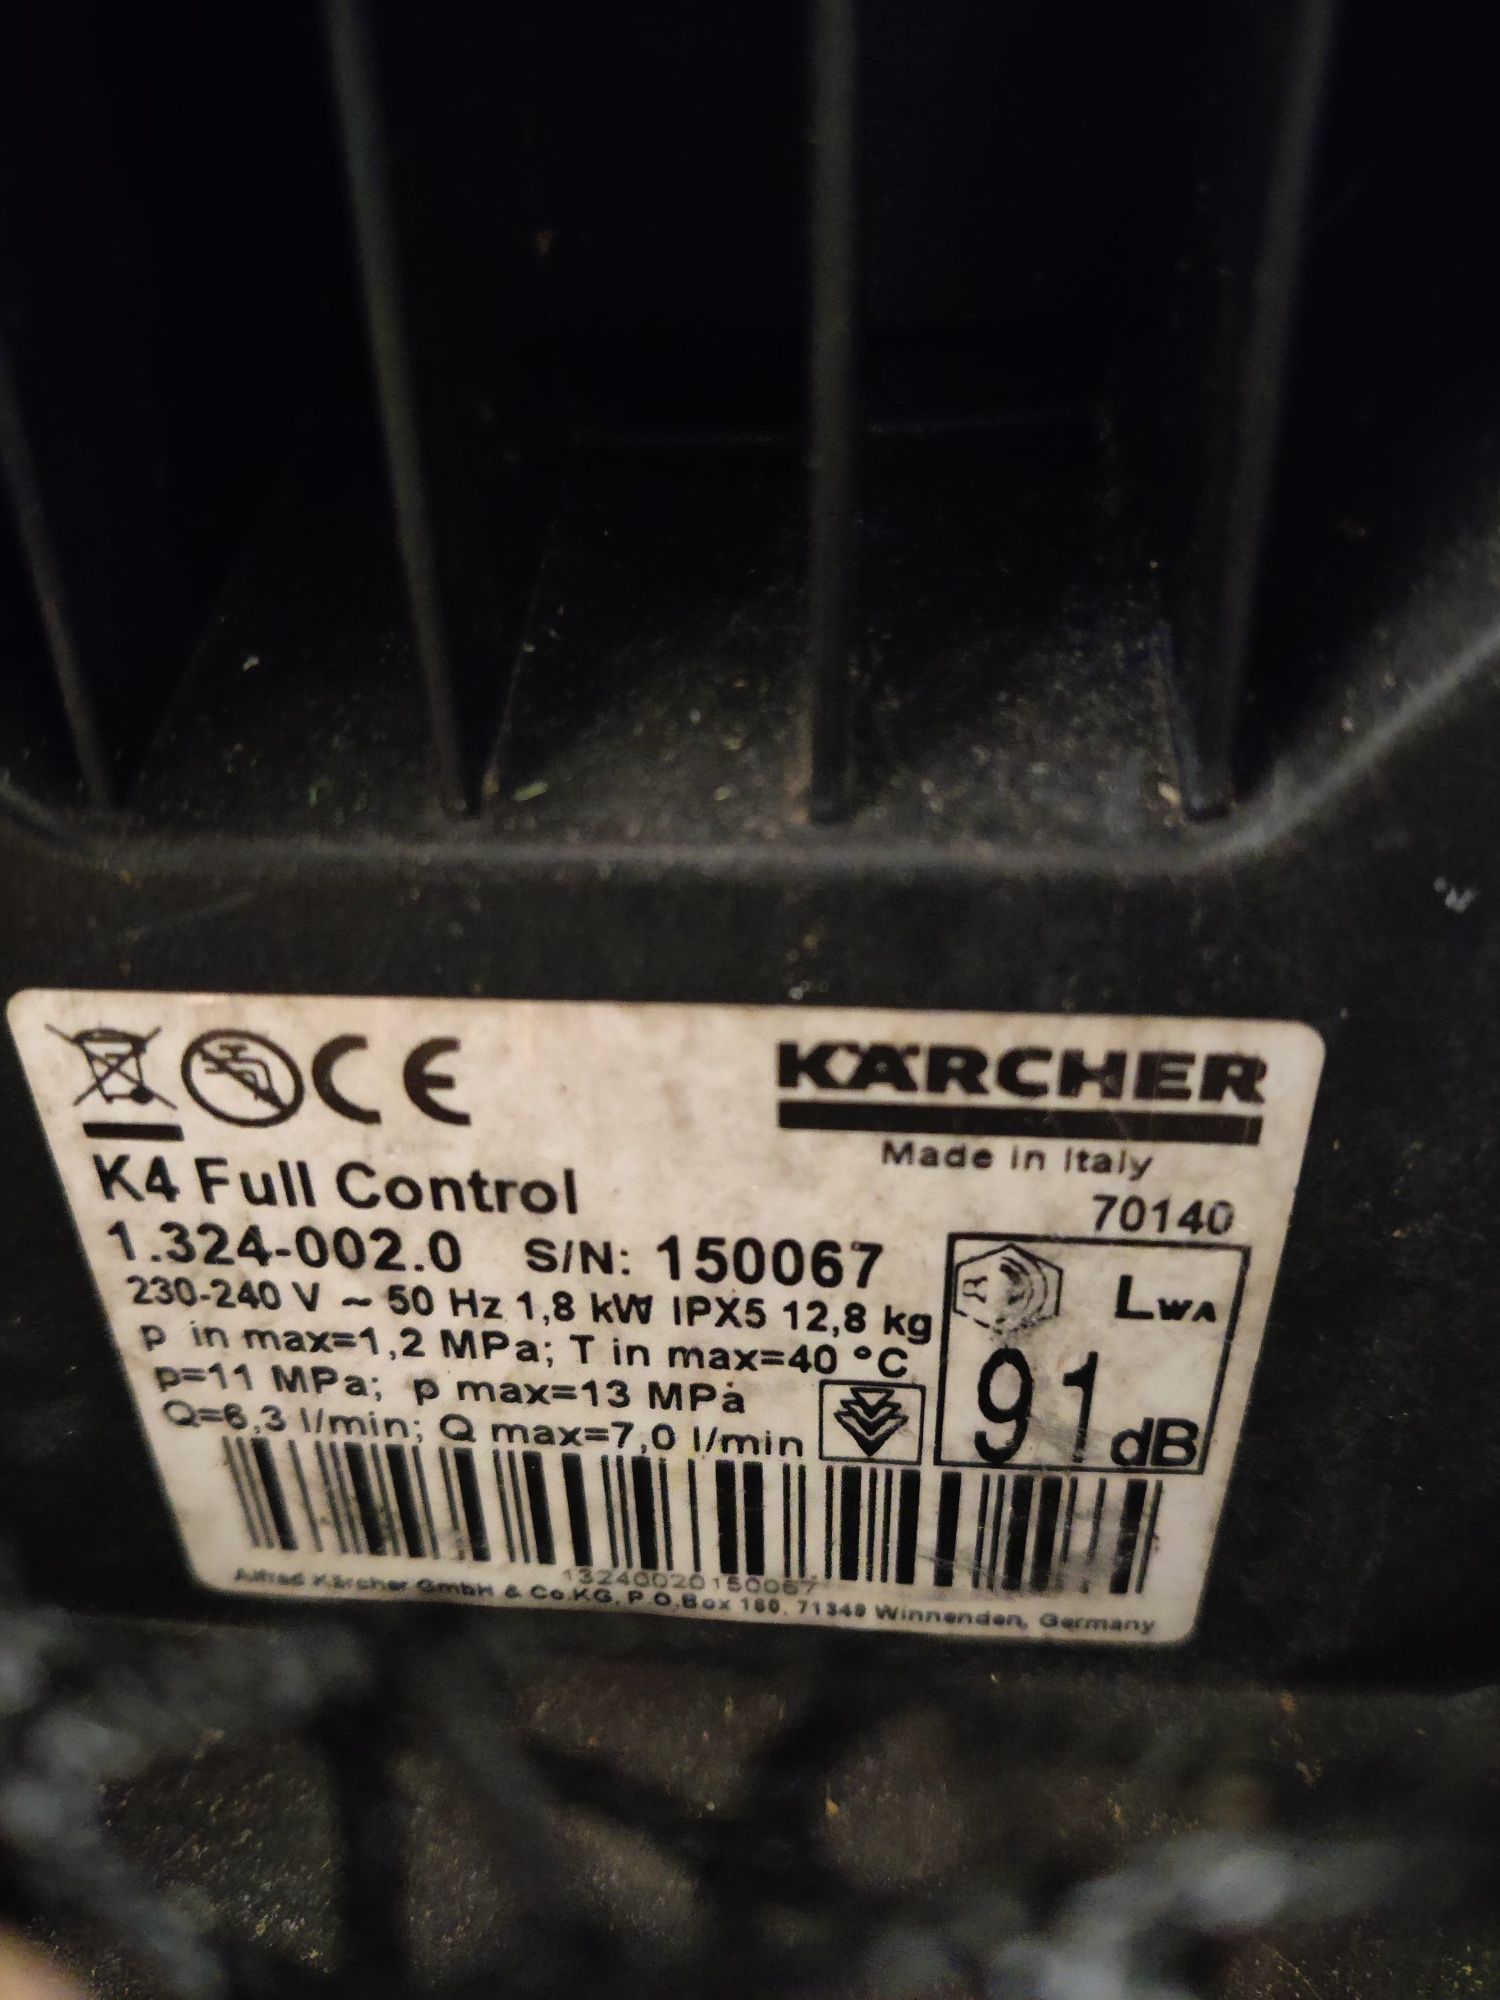 CE
KÄRCHER
Made in Italy
K4 Full Control
70140
1.324-002.0 S/N: 150067
230-240 V ~ 50 Hz 1,8 kW IPX5 12,8 kg
p in max=1,2 MPa; T in max=40 °C
p=11 MPa; p max=13 MPa
Q=6,3 l/min; Q max=7,0 l/min
LWA
91 dB
13240020150067
Alfred Kärcher GmbH & Co.KG, P.O.Box 160, 71349 Winnenden, Germany